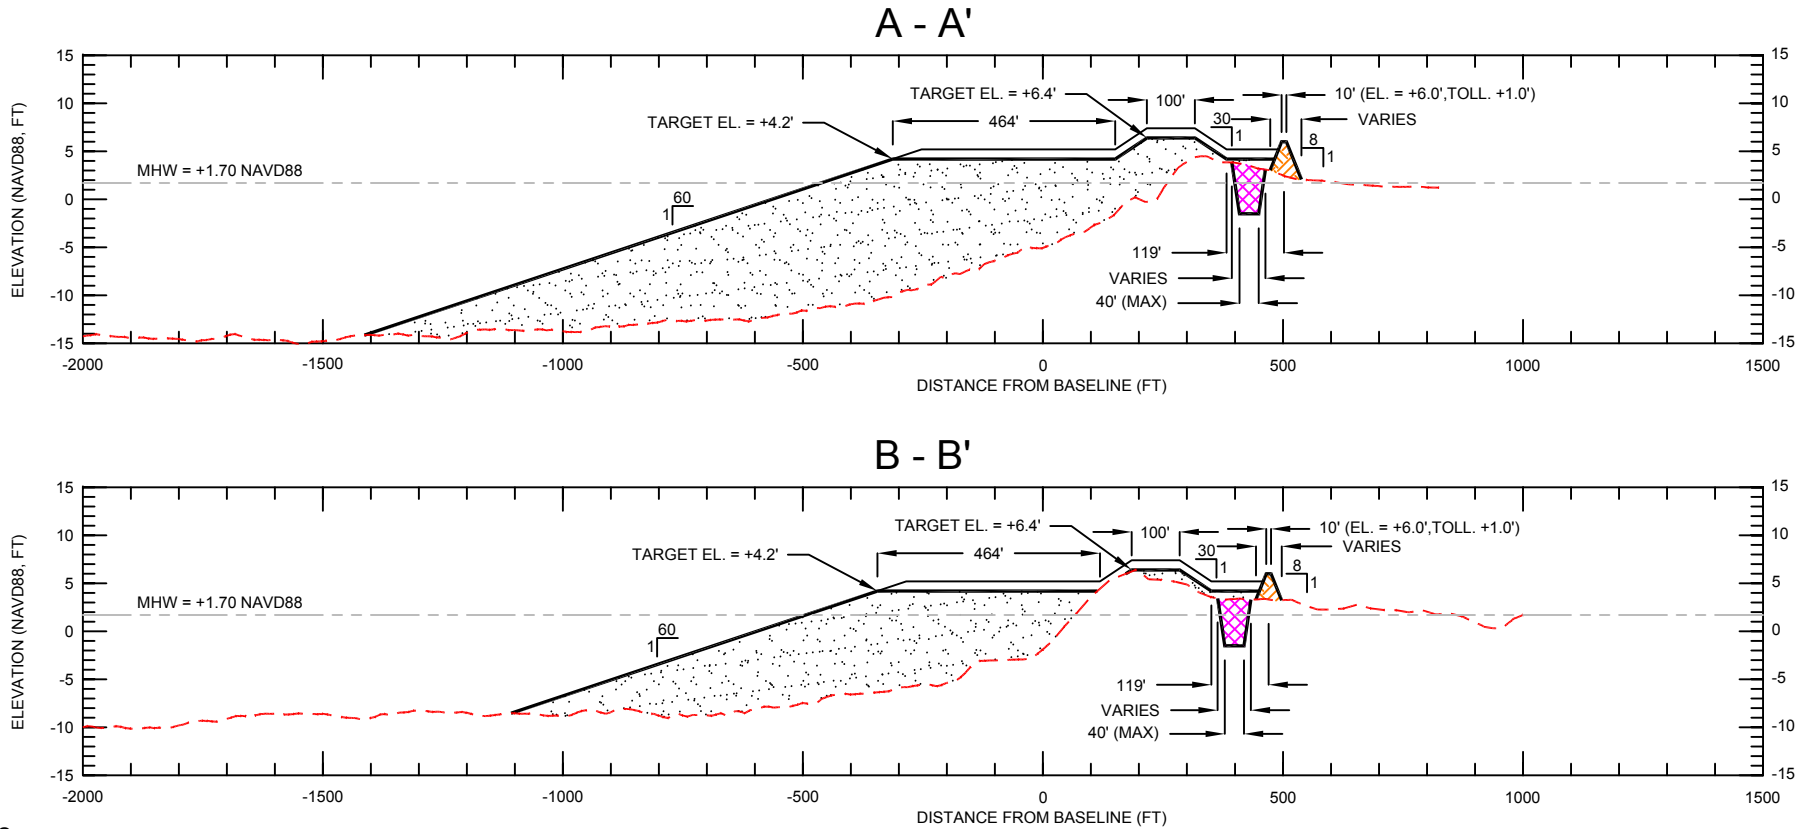 A - A'
15
10
5
0
-5
-10
-15
ELEVATION (NAVD88, FT)
TARGET EL. = +6.4'
TARGET EL. = +4.2'
464'
100'
30
1
10' (EL. = +6.0',TOLL. +1.0')
VARIES
8
1
MHW = +1.70 NAVD88
60
1
119'
VARIES
40' (MAX)
15
10
5
0
-5
-10
-15
-2000 -1500 -1000 -500 0 500 1000 1500
DISTANCE FROM BASELINE (FT)
B - B'
15
10
5
0
-5
-10
-15
ELEVATION (NAVD88, FT)
TARGET EL. = +6.4'
TARGET EL. = +4.2'
464'
100'
30
1
10' (EL. = +6.0',TOLL. +1.0')
VARIES
8
1
MHW = +1.70 NAVD88
60
1
119'
VARIES
40' (MAX)
15
10
5
0
-5
-10
-15
-2000 -1500 -1000 -500 0 500 1000 1500
DISTANCE FROM BASELINE (FT)